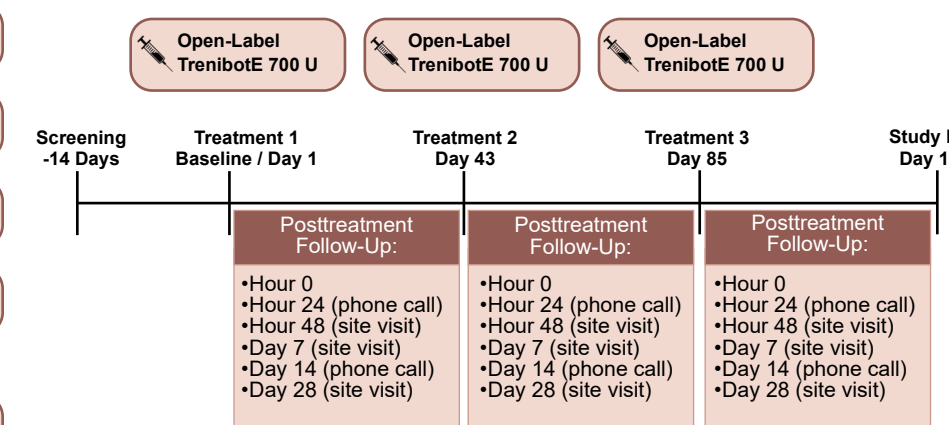 Open-Label
TrenibotE 700 U
Open-Label
TrenibotE 700 U
Open-Label
TrenibotE 700 U
Screening
-14 Days
Treatment 1
Baseline / Day 1
Treatment 2
Day 43
Treatment 3
Day 85
Study
Day
Posttreatment
Follow-Up:
•Hour 0
•Hour 24 (phone call)
•Hour 48 (site visit)
•Day 7 (site visit)
•Day 14 (phone call)
•Day 28 (site visit)
Posttreatment
Follow-Up:
•Hour 0
•Hour 24 (phone call)
•Hour 48 (site visit)
•Day 7 (site visit)
•Day 14 (phone call)
•Day 28 (site visit)
Posttreatment
Follow-Up:
•Hour 0
•Hour 24 (phone call)
•Hour 48 (site visit)
•Day 7 (site visit)
•Day 14 (phone call)
•Day 28 (site visit)